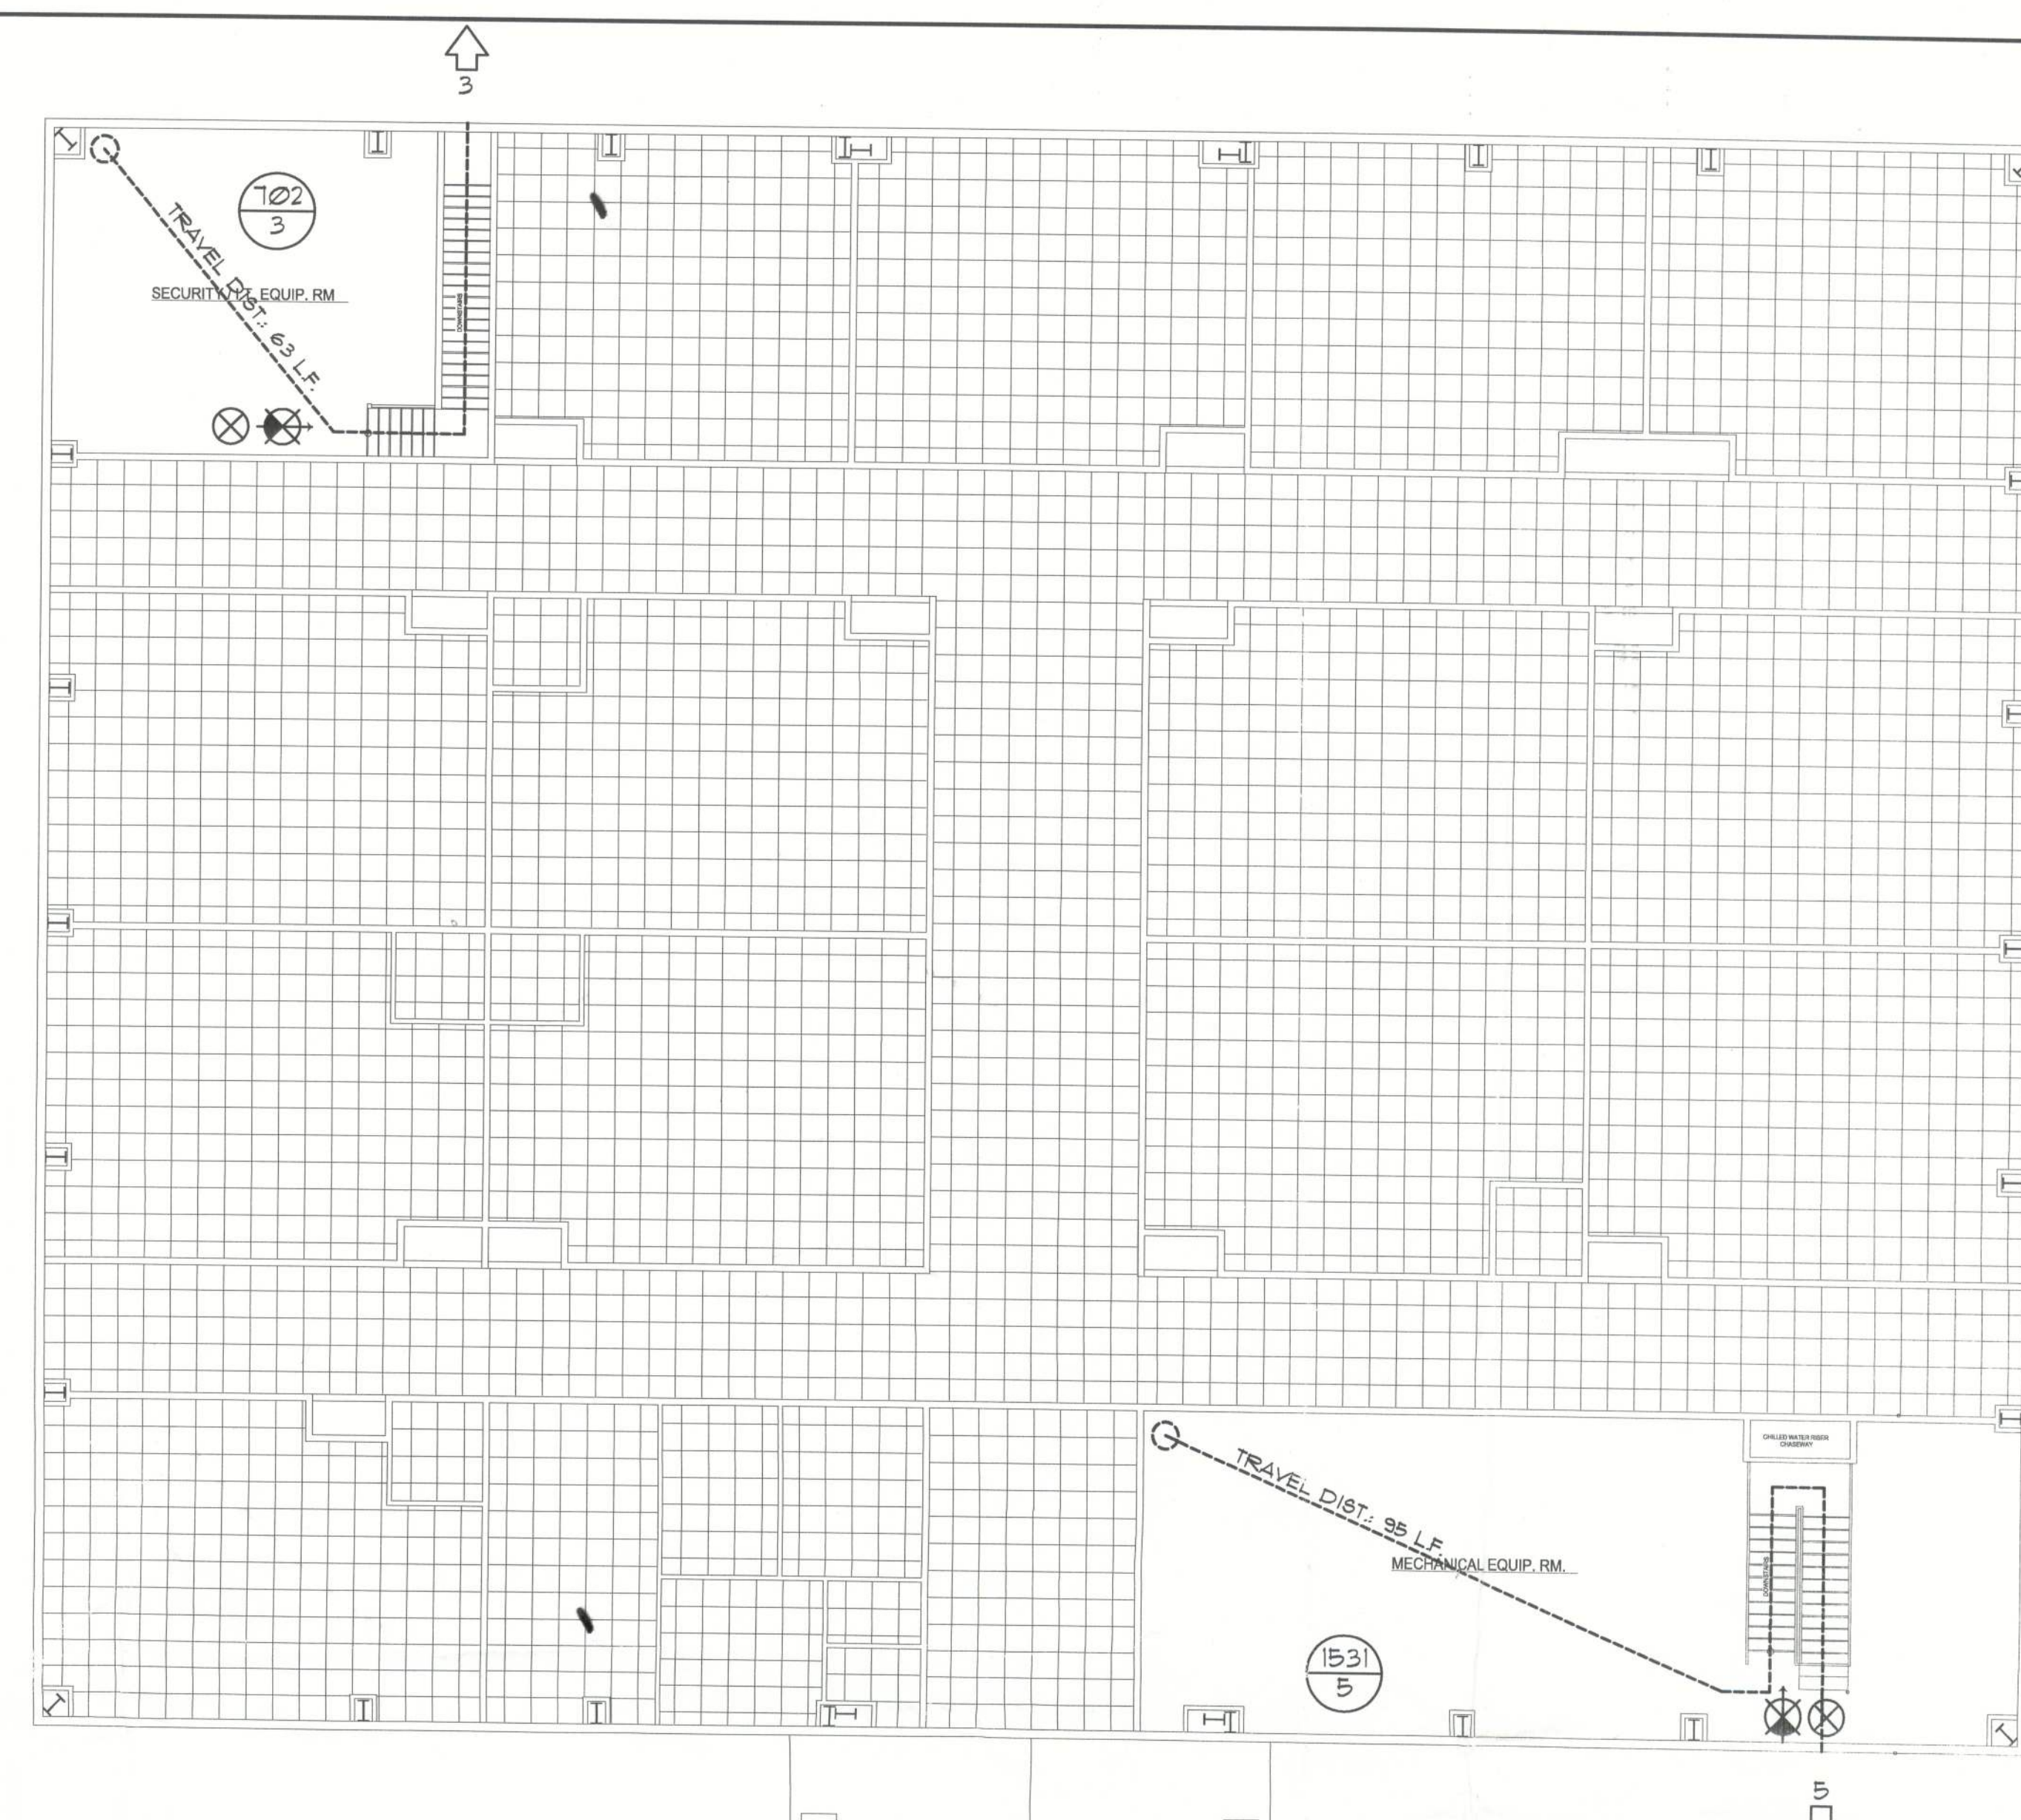 3
702
3
TRAVEL DIST.: 63 L.F.
SECURITY / I.T. EQUIP. RM
DOWNSTAIRS
CHILLED WATER RISER
CHASEWAY
TRAVEL DIST.: 95 L.F.
MECHANICAL EQUIP. RM.
DOWNSTAIRS
1531
5
5